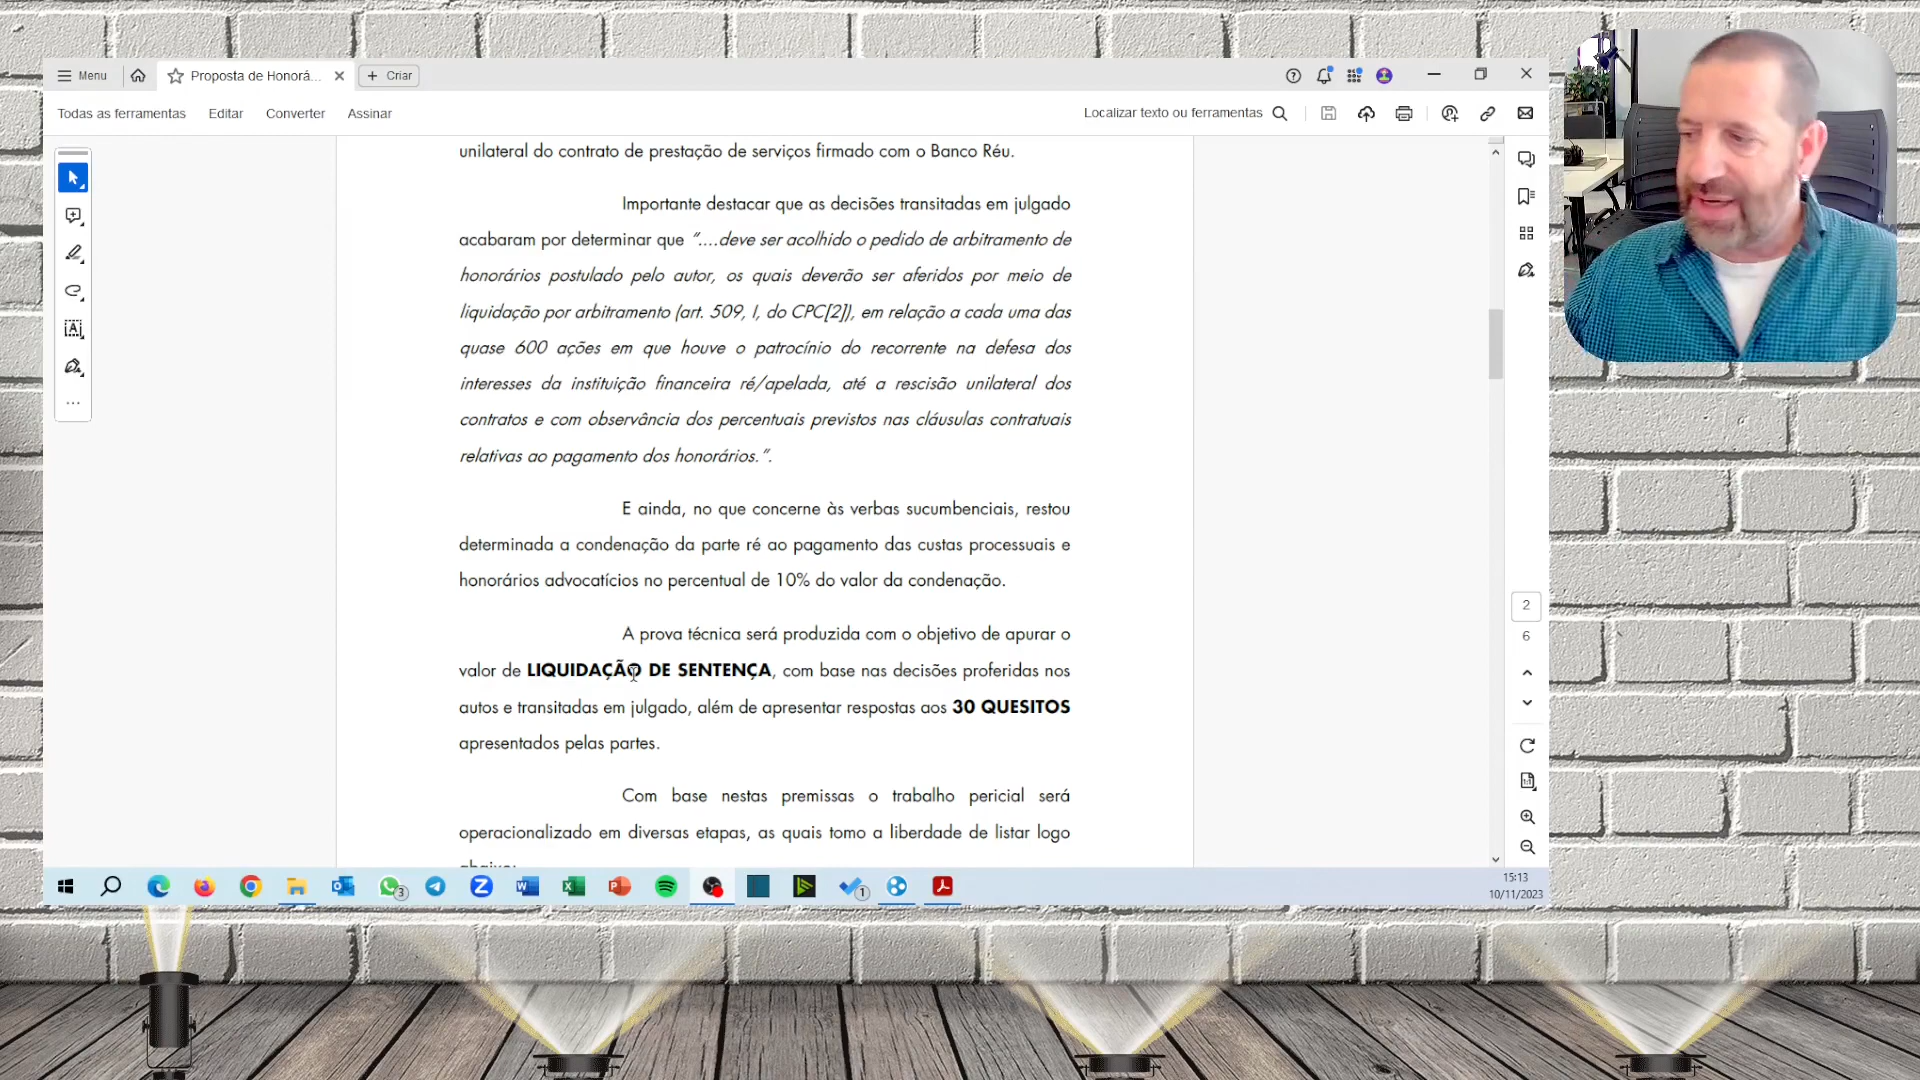 Menu
Proposta de Honorá...
Criar
Todas as ferramentas
Editar
Converter
Assinar
Localizar texto ou ferramentas
unilateral do contrato de prestação de serviços firmado com o Banco Réu.
Importante destacar que as decisões transitadas em julgado
acabaram por determinar que "....deve ser acolhido o pedido de arbitramento de
honorários postulado pelo autor, os quais deverão ser aferidos por meio de
liquidação por arbitramento (art. 509, I, do CPC[2]), em relação a cada uma das
quase 600 ações em que houve o patrocínio do recorrente na defesa dos
interesses da instituição financeira ré/apelada, até a rescisão unilateral dos
contratos e com observância dos percentuais previstos nas cláusulas contratuais
relativas ao pagamento dos honorários.".
E ainda, no que concerne às verbas sucumbenciais, restou
determinada a condenação da parte ré ao pagamento das custas processuais e
honorários advocatícios no percentual de 10% do valor da condenação.
A prova técnica será produzida com o objetivo de apurar o
valor de LIQUIDAÇÃO DE SENTENÇA, com base nas decisões proferidas nos
autos e transitadas em julgado, além de apresentar respostas aos 30 QUESITOS
apresentados pelas partes.
Com base nestas premissas o trabalho pericial será
operacionalizado em diversas etapas, as quais tomo a liberdade de listar logo
abaixo:
2
6
3
1
15:13
10/11/2023